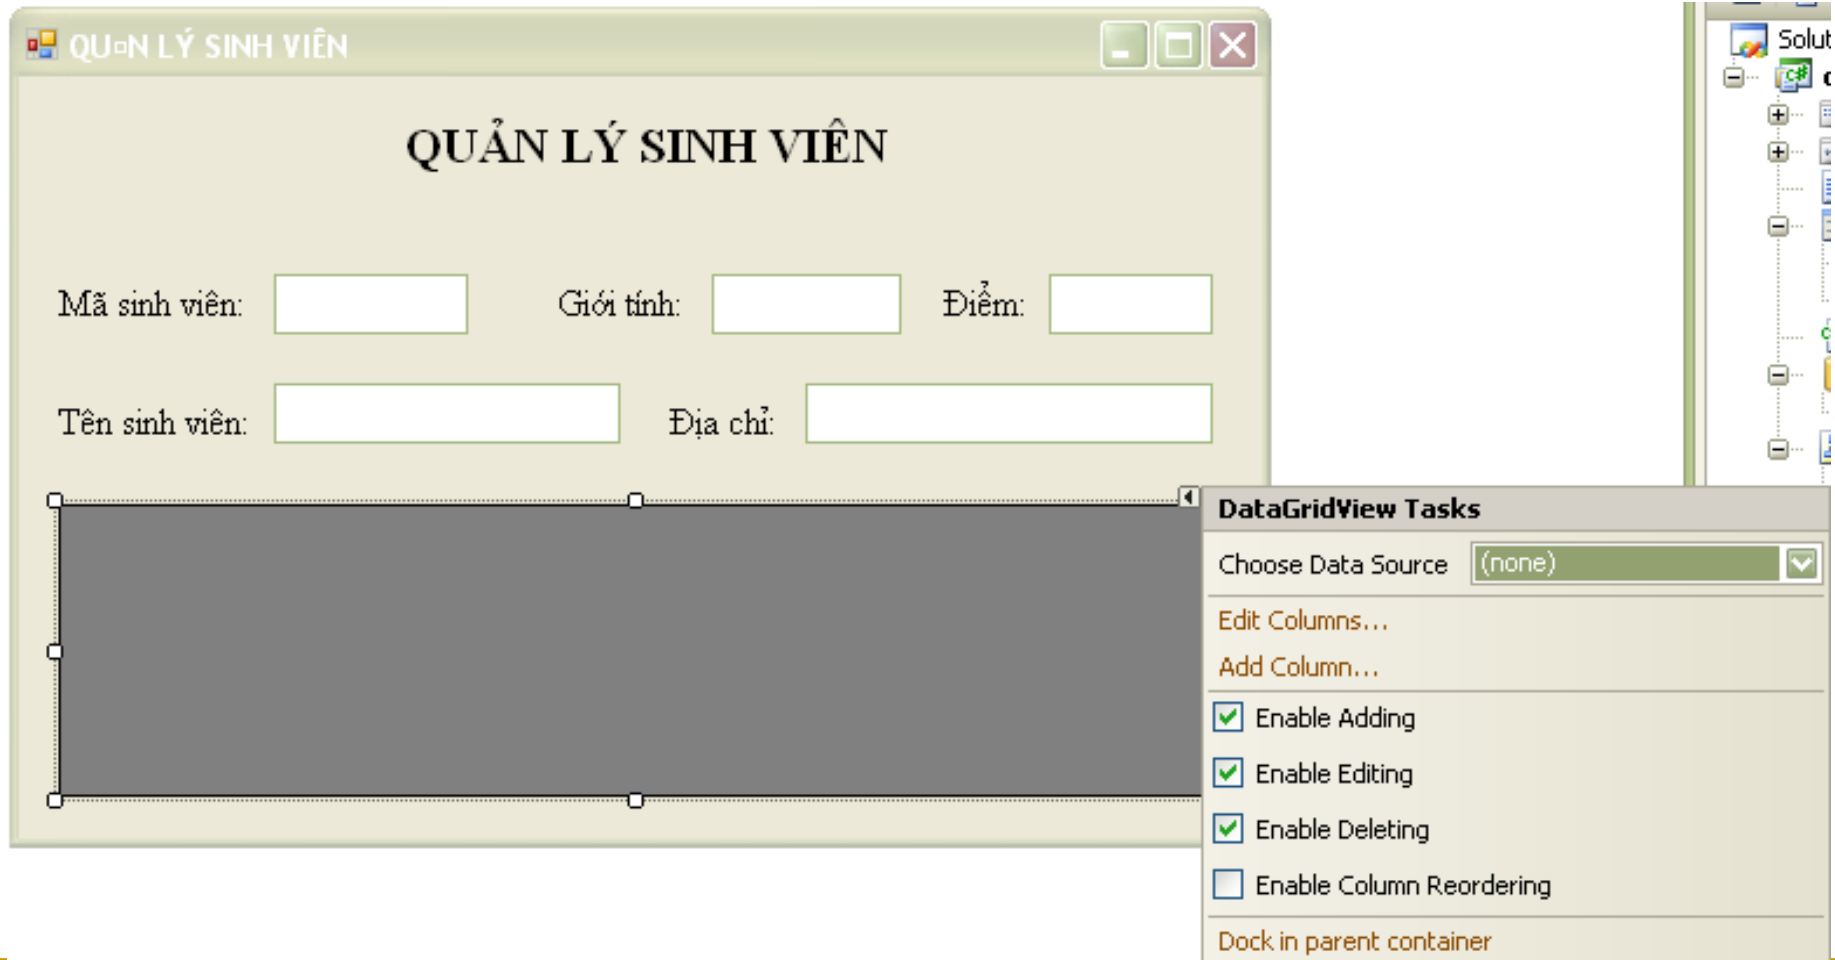 QU¤N LÝ SINH VIÊN
QUẢN LÝ SINH VIÊN
Mã sinh viên:
Giới tính:
Điểm:
Tên sinh viên:
Địa chỉ:
DataGridView Tasks
Choose Data Source (none)
Edit Columns...
Add Column...
Enable Adding
Enable Editing
Enable Deleting
Enable Column Reordering
Dock in parent container
Solut
C#